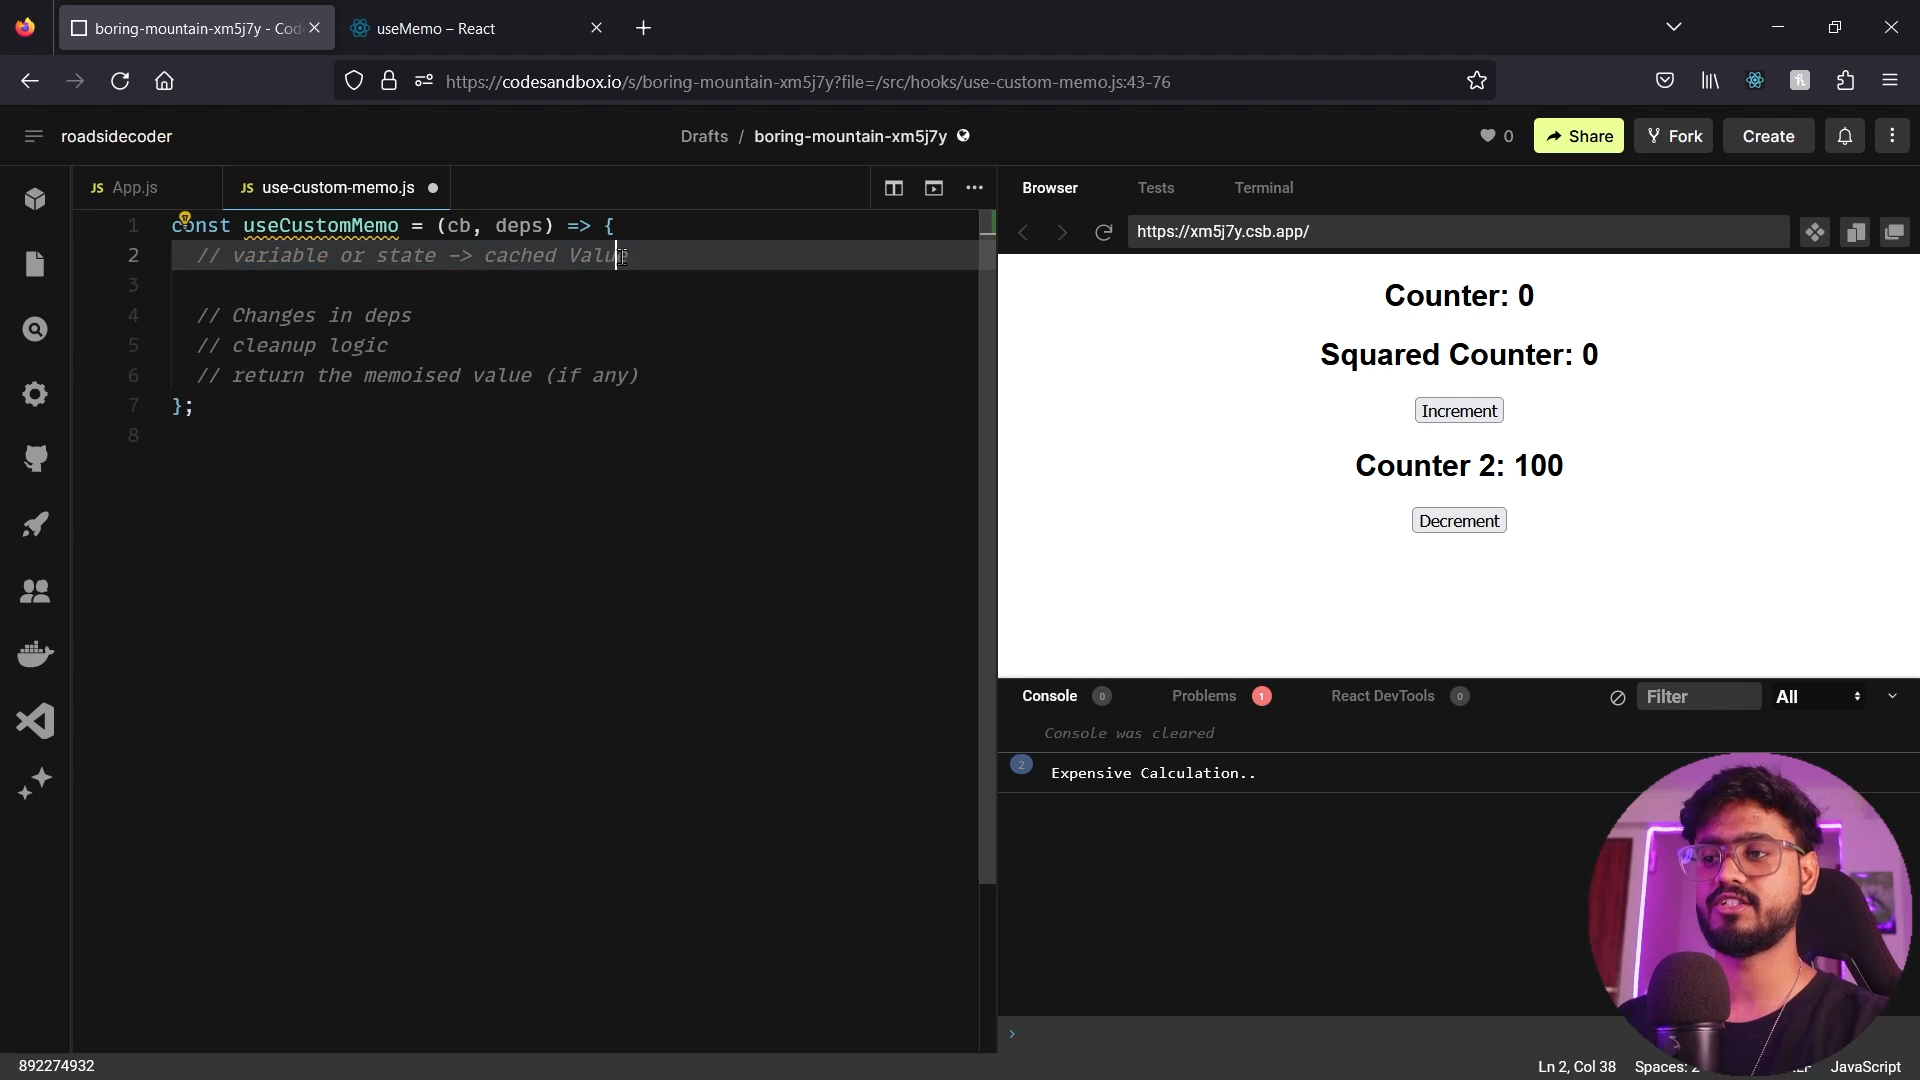 boring-mountain-xm5j7y - Cod
useMemo – React
https://codesandbox.io/s/boring-mountain-xm5j7y?file=/src/hooks/use-custom-memo.js:43-76
roadsidecoder
Drafts / boring-mountain-xm5j7y
0
Share
Fork
Create
JS App.js
JS use-custom-memo.js
Browser
Tests
Terminal
https://xm5j7y.csb.app/
1 const useCustomMemo = (cb, deps) => {
2 // variable or state -> cached Value
3
4 // Changes in deps
5 // cleanup logic
6 // return the memoised value (if any)
7 };
8
Counter: 0
Squared Counter: 0
Increment
Counter 2: 100
Decrement
Console 0
Problems 1
React DevTools 0
Filter
All
Console was cleared
2 Expensive Calculation..
892274932
Ln 2, Col 38
Spaces:
JavaScript